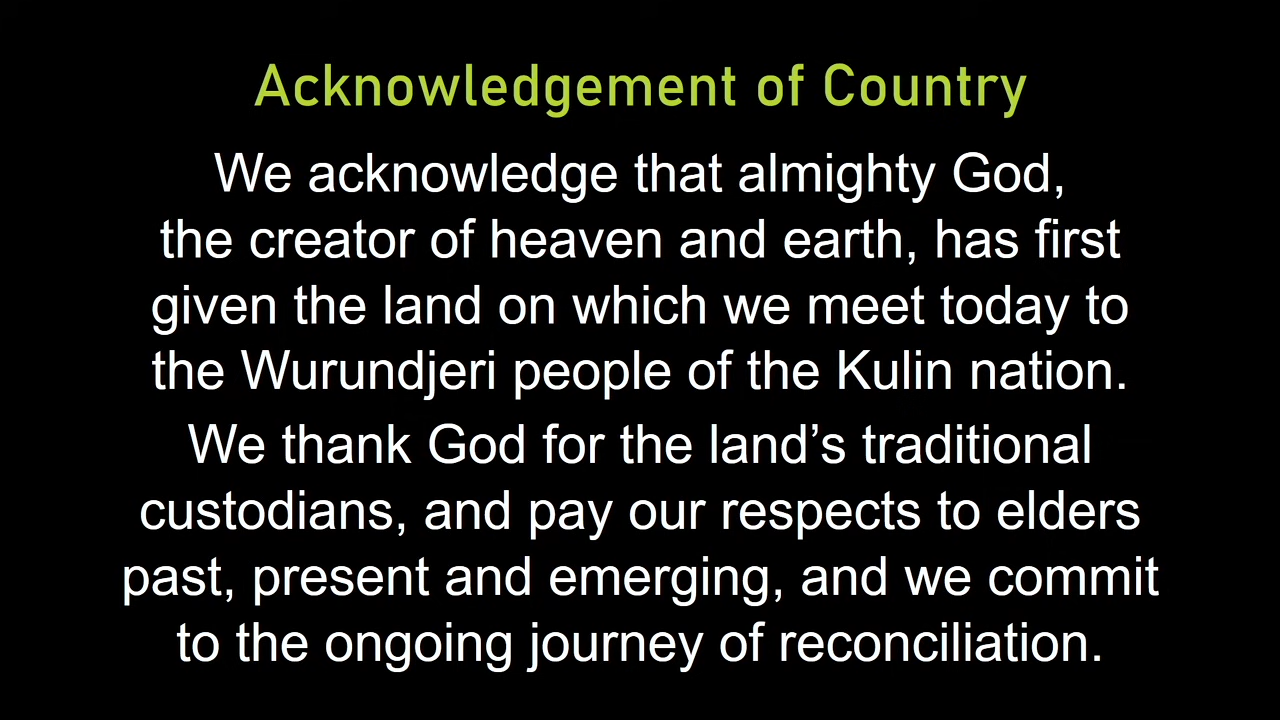 Acknowledgement of Country
We acknowledge that almighty God,
the creator of heaven and earth, has first
given the land on which we meet today to
the Wurundjeri people of the Kulin nation.
We thank God for the land’s traditional
custodians, and pay our respects to elders
past, present and emerging, and we commit
to the ongoing journey of reconciliation.